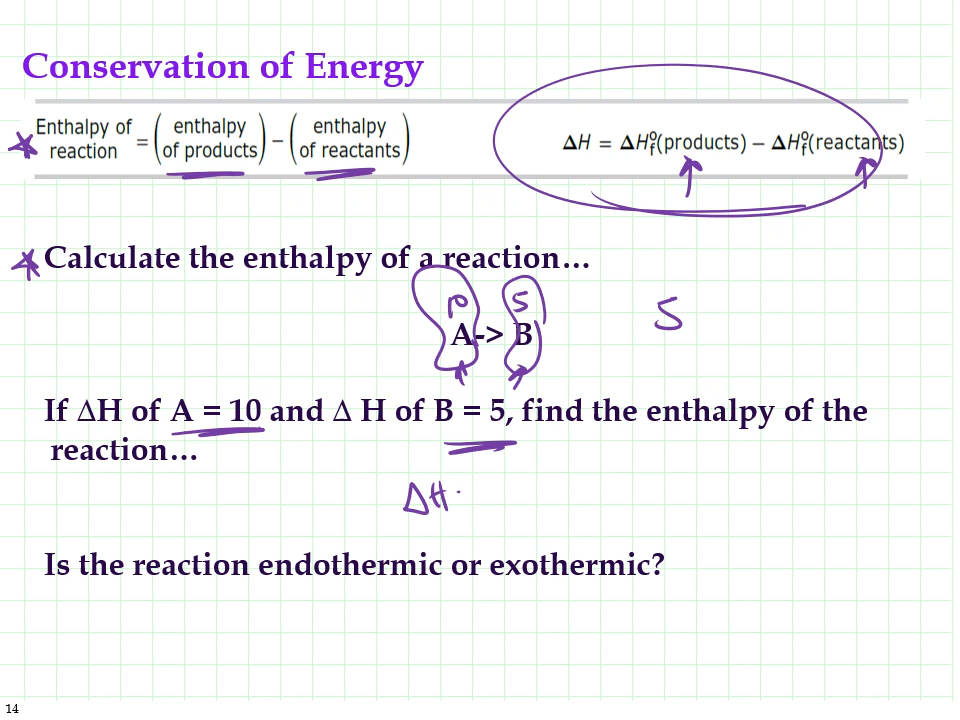 Conservation of Energy
Enthalpy of reaction = (enthalpy of products) − (enthalpy of reactants)
ΔH = ΔH°f(products) − ΔH°f(reactants)
Calculate the enthalpy of a reaction…
5
A-> B
5
If ΔH of A = 10 and Δ H of B = 5, find the enthalpy of the
reaction…
ΔH
Is the reaction endothermic or exothermic?
14